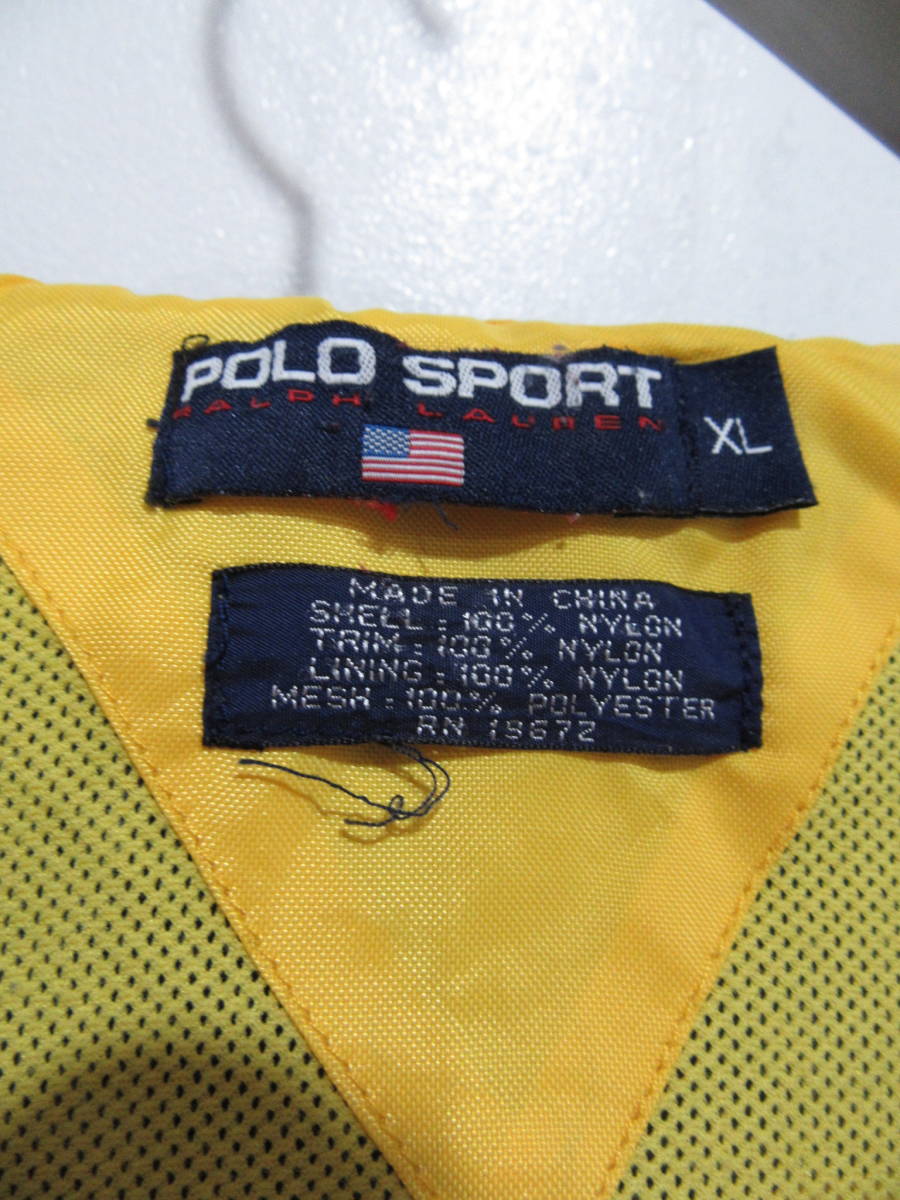 POLO SPORT
RALPH LAUREN
XL
MADE IN CHINA
SHELL : 100% NYLON
TRIM : 100% NYLON
LINING : 100% NYLON
MESH : 100% POLYESTER
RN 19672